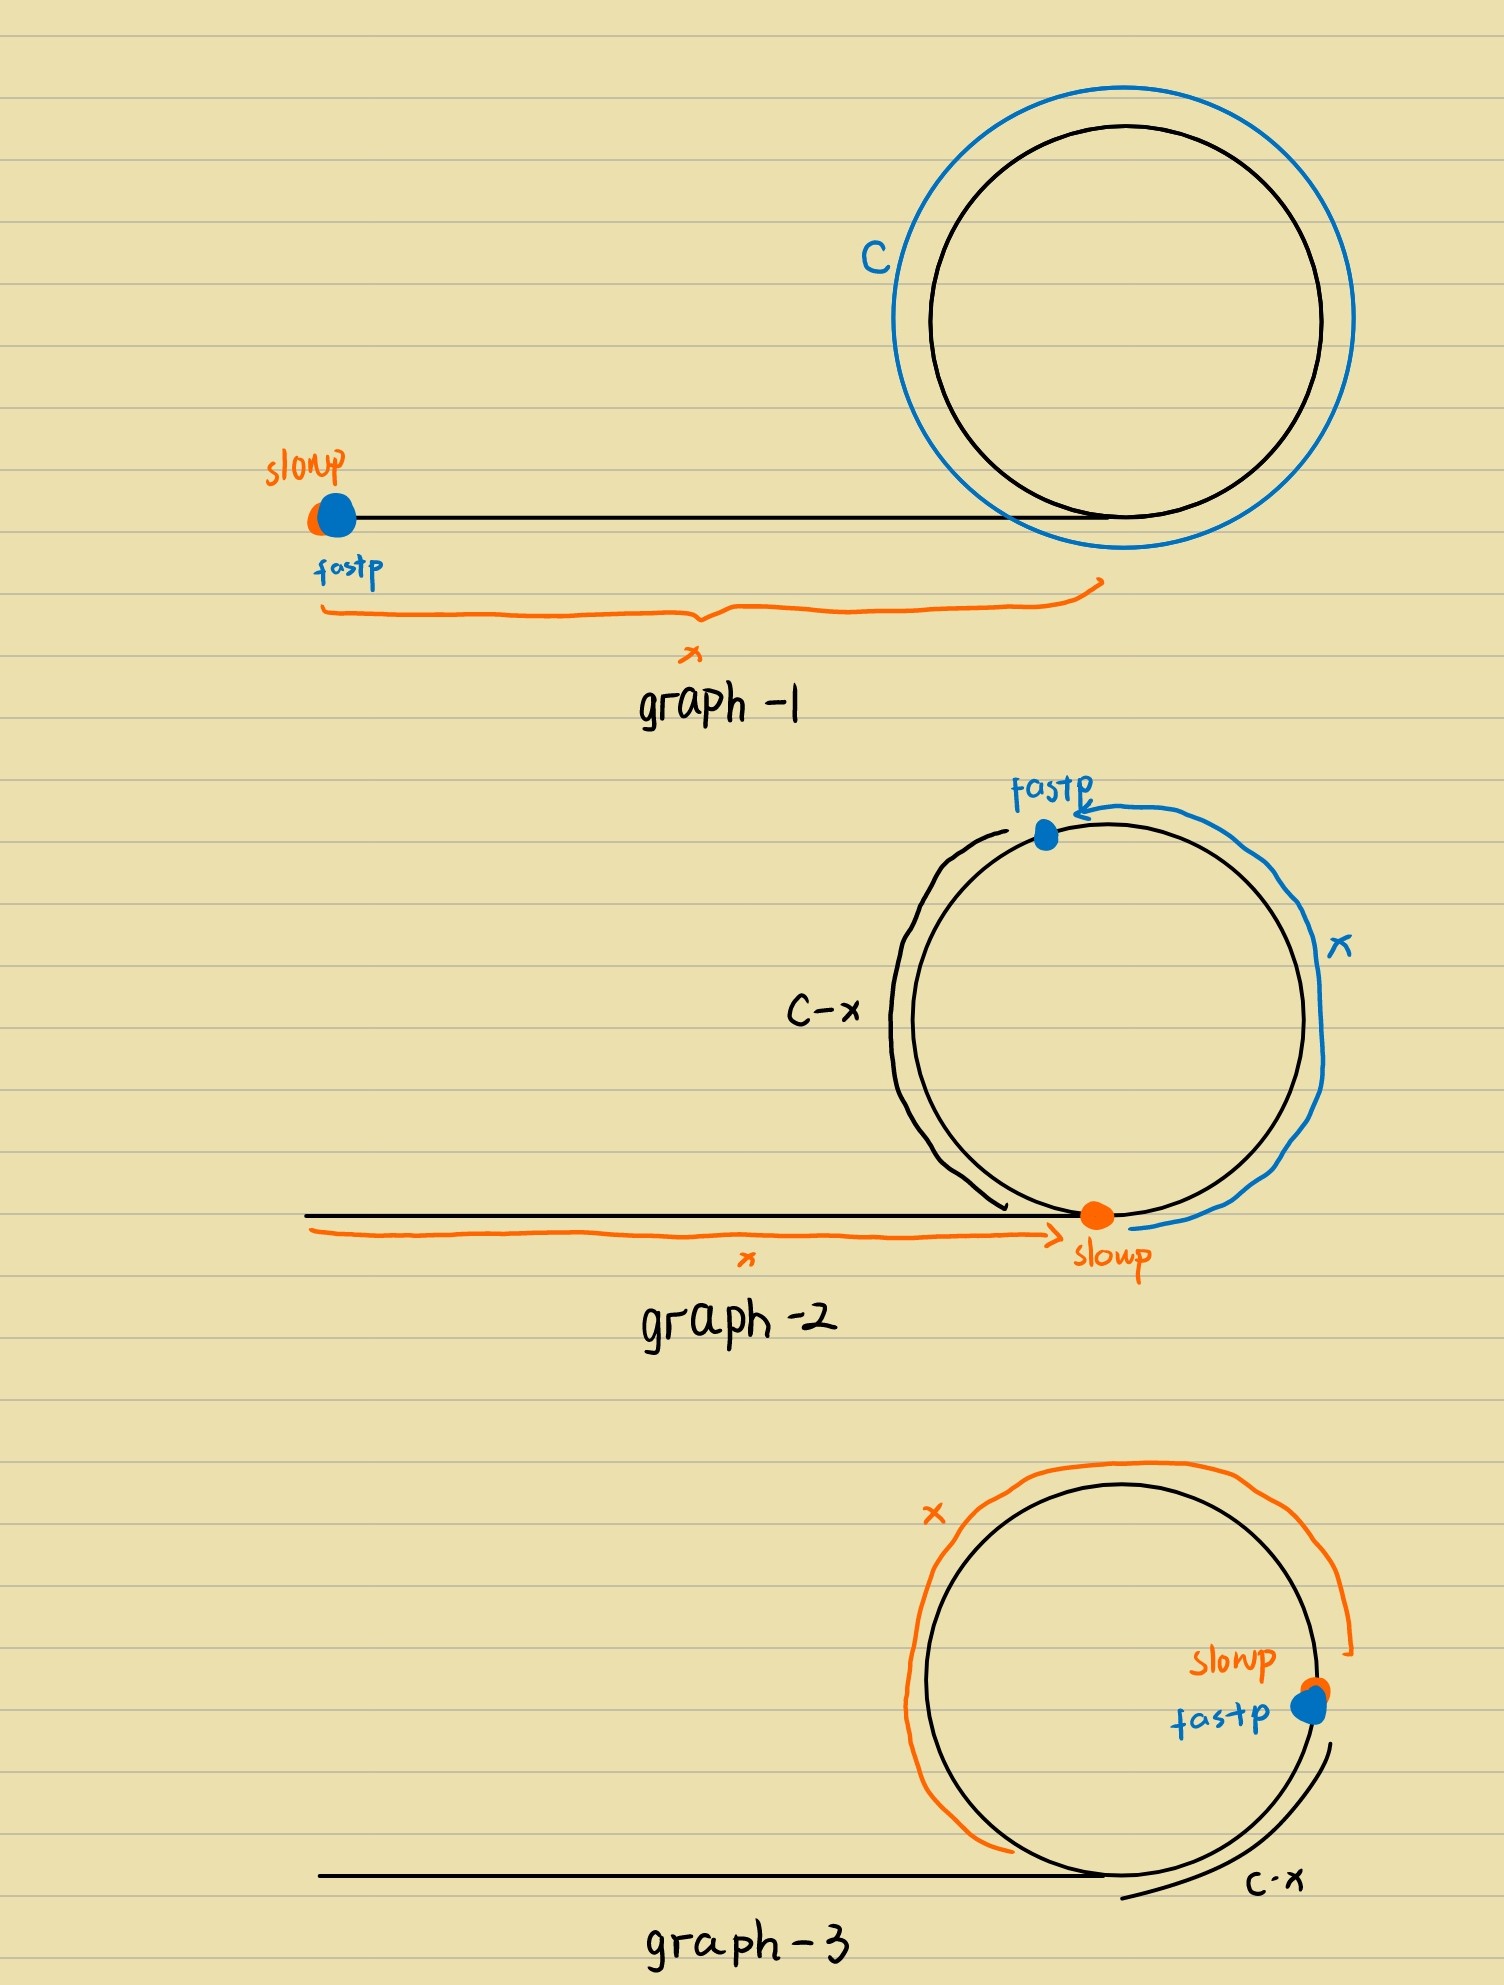 C
slowp
fastp
x
graph-1
fastp
x
C-x
x
slowp
graph-2
x
slowp
fastp
C-x
graph-3